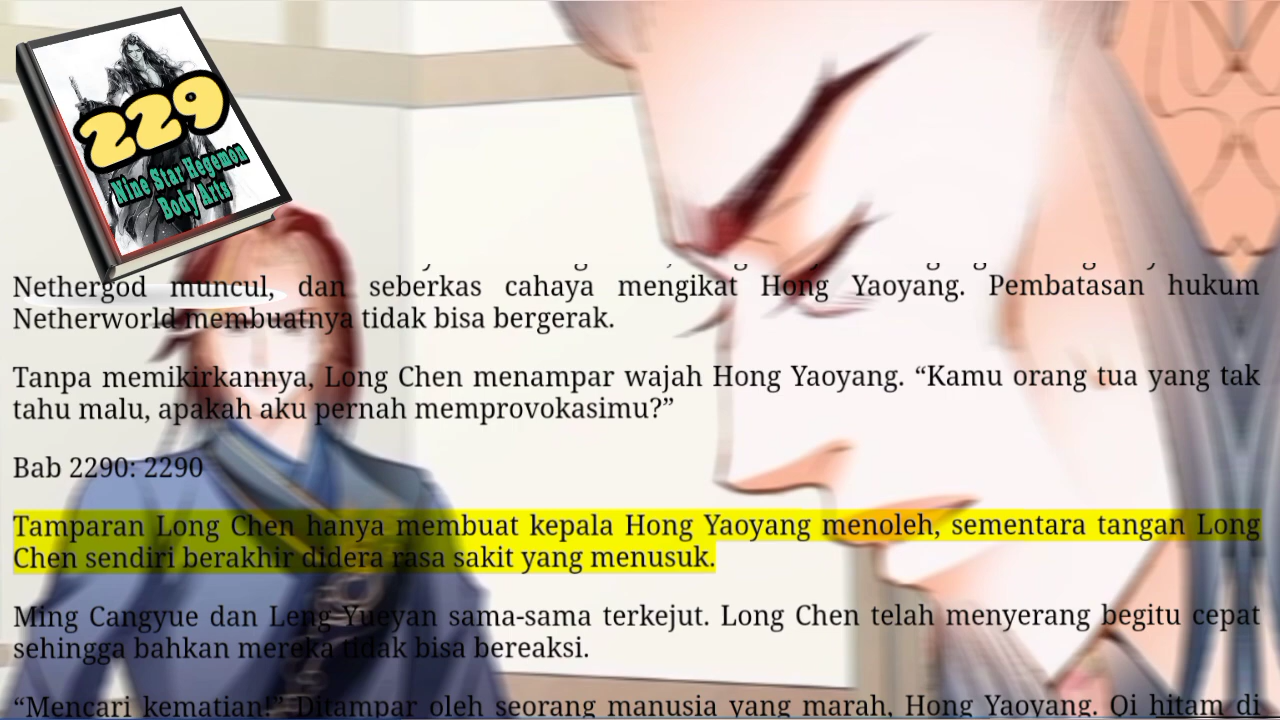 229
Nine Star Hegemon
Body Arts
Nethergod muncul, dan seberkas cahaya mengikat Hong Yaoyang. Pembatasan hukum
Netherworld membuatnya tidak bisa bergerak.
Tanpa memikirkannya, Long Chen menampar wajah Hong Yaoyang. “Kamu orang tua yang tak
tahu malu, apakah aku pernah memprovokasimu?”
Bab 2290: 2290
Tamparan Long Chen hanya membuat kepala Hong Yaoyang menoleh, sementara tangan Long
Chen sendiri berakhir didera rasa sakit yang menusuk.
Ming Cangyue dan Leng Yueyan sama-sama terkejut. Long Chen telah menyerang begitu cepat
sehingga bahkan mereka tidak bisa bereaksi.
“Mencari kematian!” Ditampar oleh seorang manusia yang marah, Hong Yaoyang. Qi hitam di